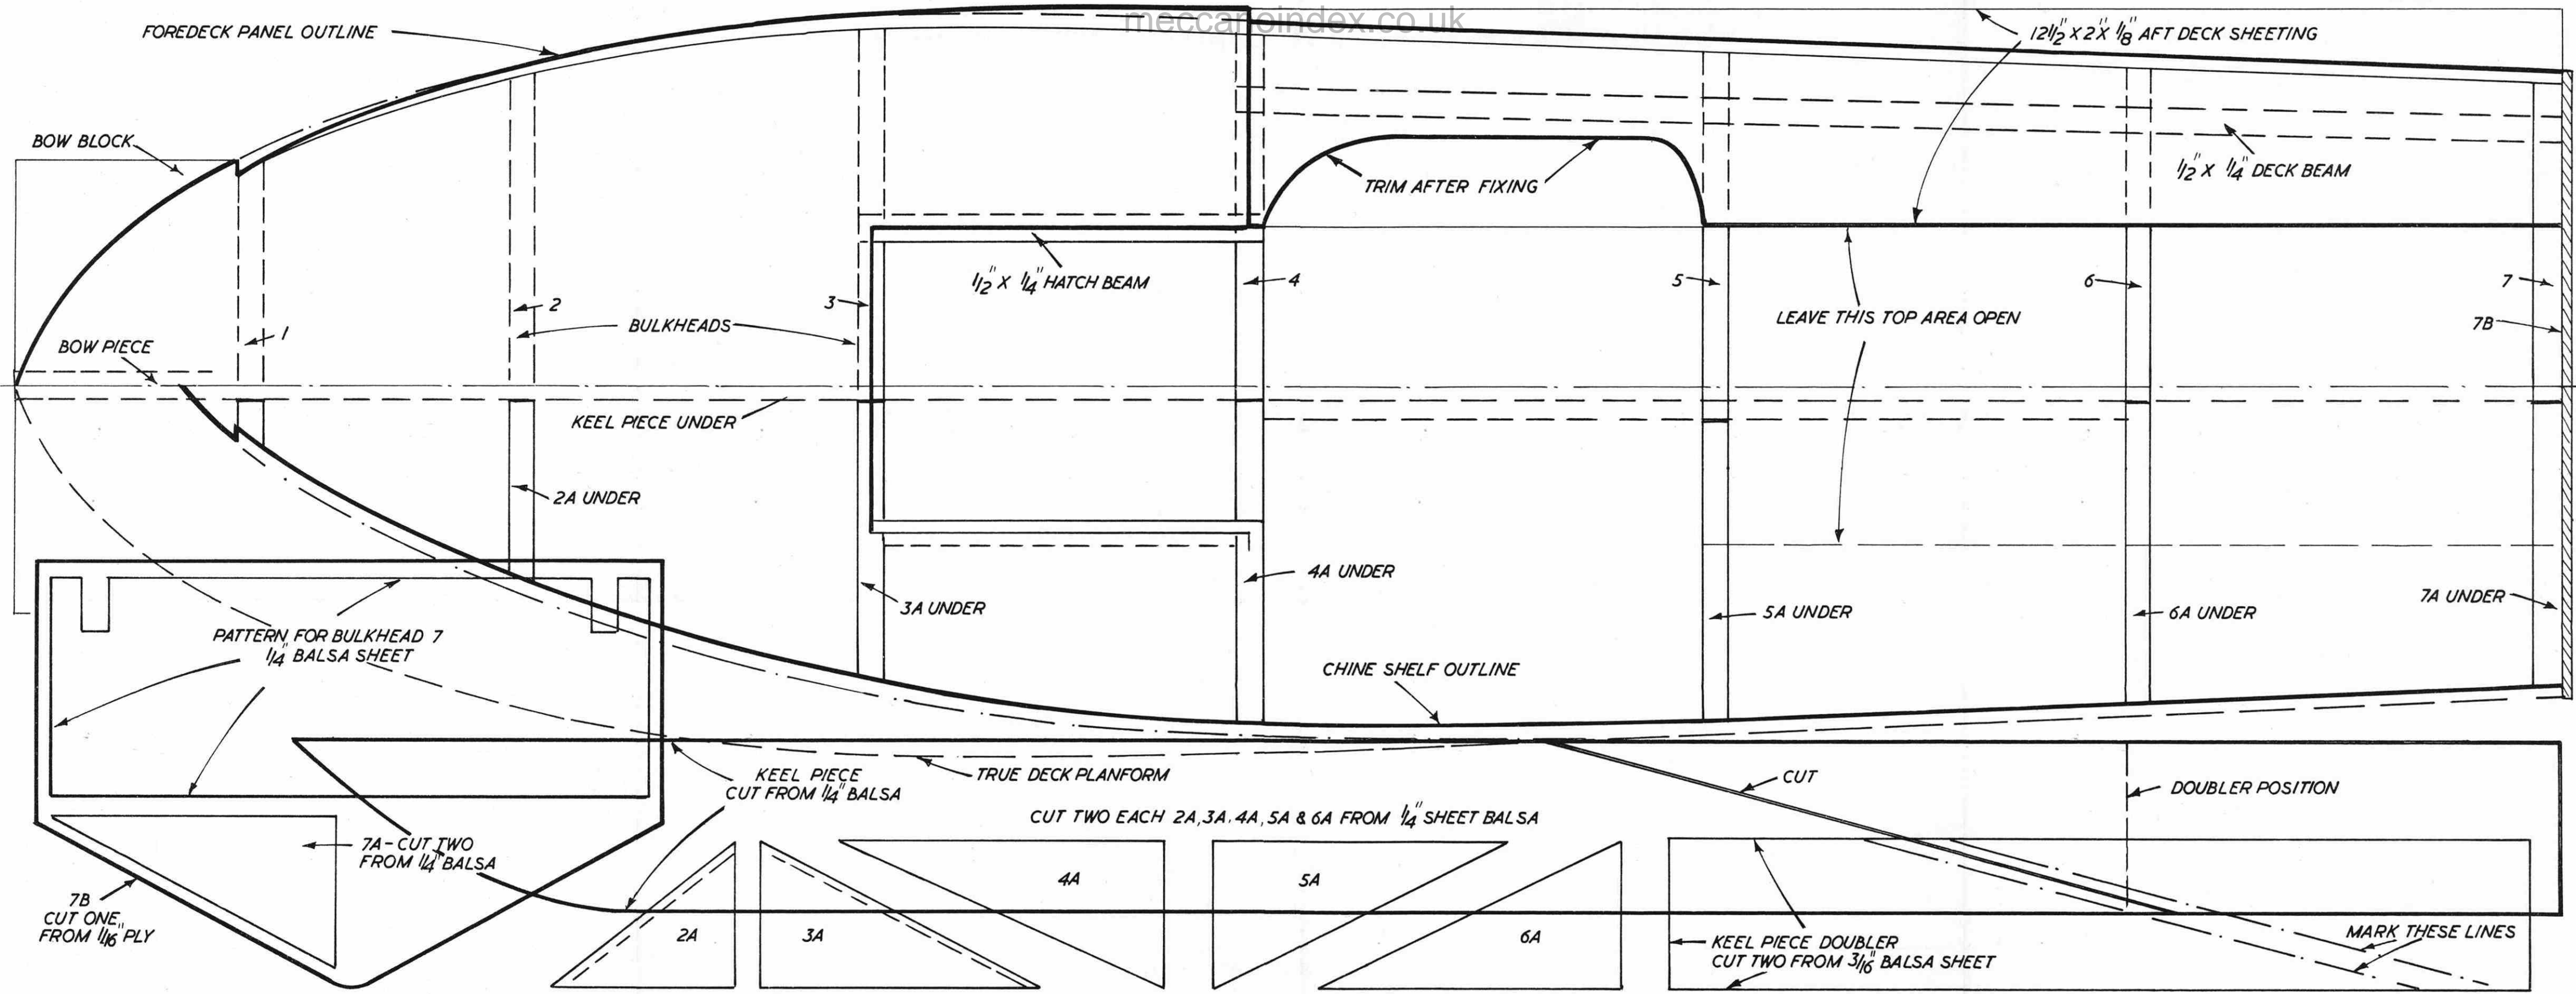 meccanoindex.co.uk
FOREDECK PANEL OUTLINE
12 1/2" X 2" X 1/8" AFT DECK SHEETING
BOW BLOCK
1/2" X 1/4" DECK BEAM
TRIM AFTER FIXING
1/2" X 1/4" HATCH BEAM
1
2
3
4
5
6
7
BULKHEADS
LEAVE THIS TOP AREA OPEN
7B
BOW PIECE
KEEL PIECE UNDER
2A UNDER
3A UNDER
4A UNDER
5A UNDER
6A UNDER
7A UNDER
PATTERN FOR BULKHEAD 7
1/4" BALSA SHEET
CHINE SHELF OUTLINE
TRUE DECK PLANFORM
KEEL PIECE
CUT FROM 1/4" BALSA
CUT
DOUBLER POSITION
CUT TWO EACH 2A, 3A. 4A, 5A & 6A FROM 1/4" SHEET BALSA
7A - CUT TWO
FROM 1/4" BALSA
7B
CUT ONE
FROM 1/16" PLY
2A
3A
4A
5A
6A
KEEL PIECE DOUBLER
CUT TWO FROM 3/16" BALSA SHEET
MARK THESE LINES